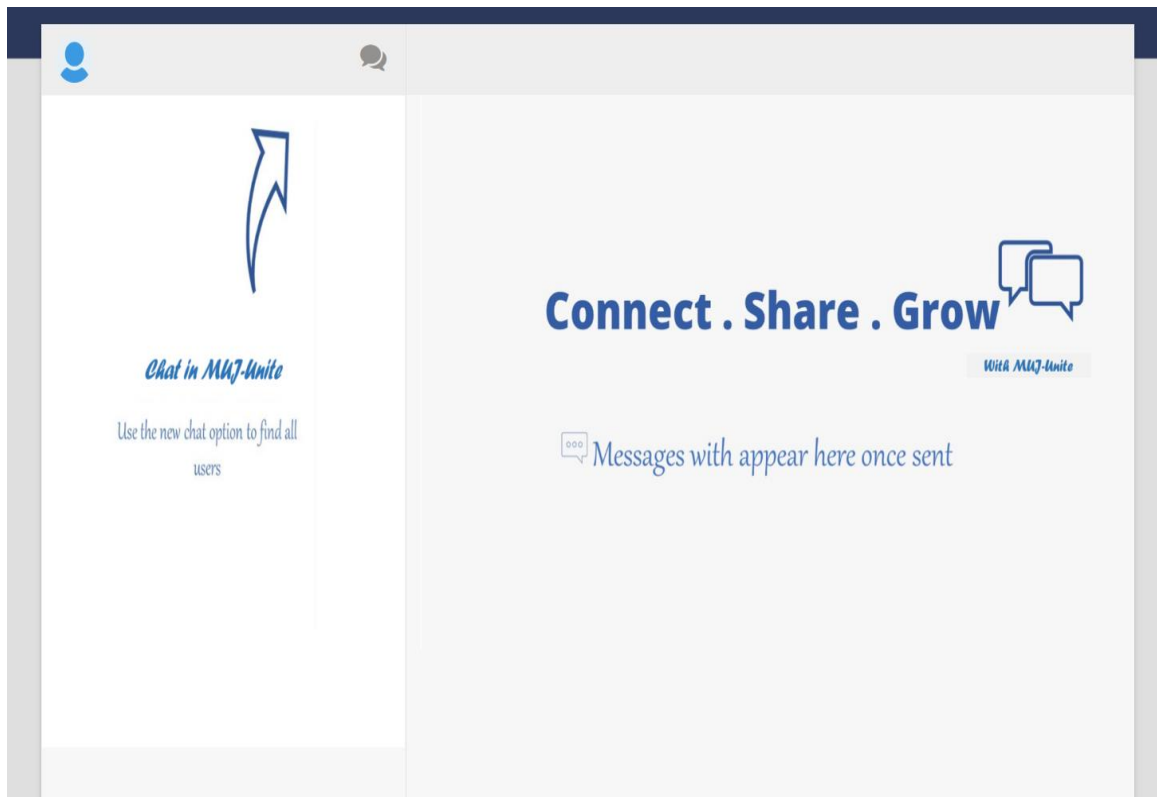 Chat in MUJ-Unite
Use the new chat option to find all
users
Connect . Share . Grow
With MUJ-Unite
Messages with appear here once sent